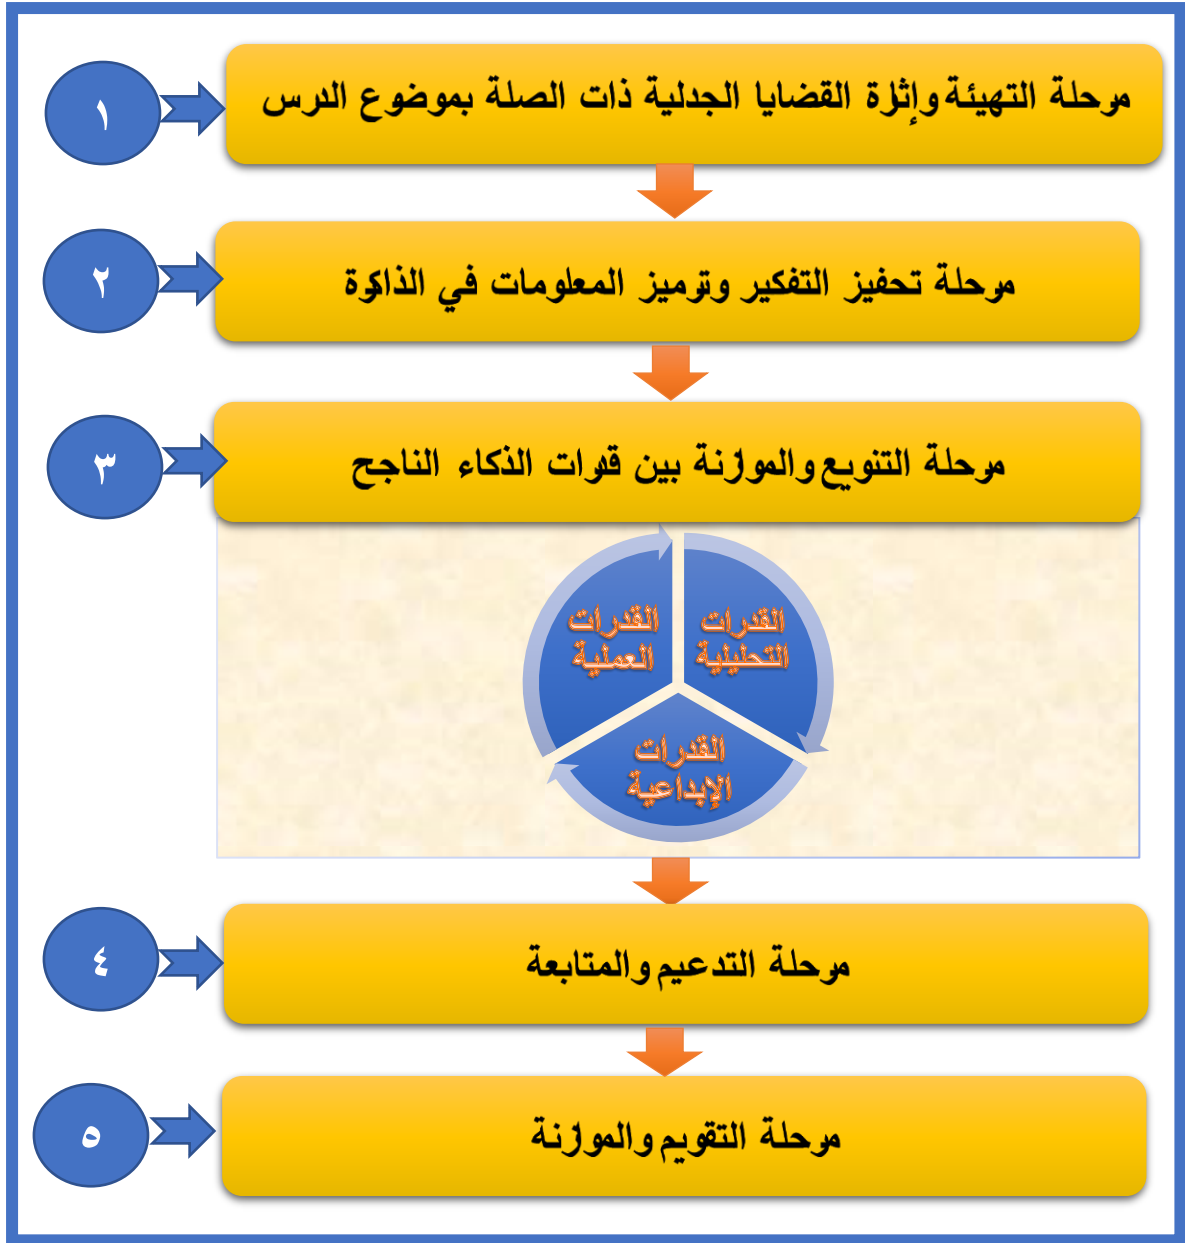 ١
مرحلة التهيئة وإثارة القضايا الجدلية ذات الصلة بموضوع الدرس
٢
مرحلة تحفيز التفكير وترميز المعلومات في الذاكرة
٣
مرحلة التنويع والموازنة بين قدرات الذكاء الناجح
القدرات
التحليلية
القدرات
العملية
القدرات
الإبداعية
٤
مرحلة التدعيم والمتابعة
٥
مرحلة التقويم والموازنة